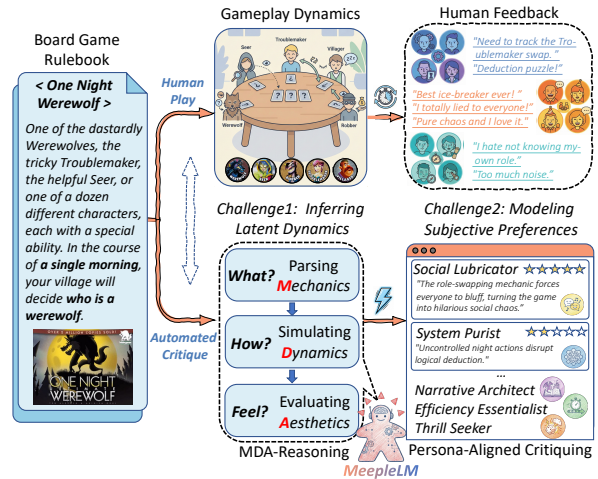 Board Game
Rulebook
< One Night
Werewolf >
One of the dastardly
Werewolves, the
tricky Troublemaker,
the helpful Seer, or
one of a dozen
different characters,
each with a special
ability. In the course
of a single morning,
your village will
decide who is a
werewolf.
ONE NIGHT
WEREWOLF
Human
Play
Automated
Critique
Gameplay Dynamics
Troublemaker
Seer
Villager
Werewolf
Robber
Human Feedback
"Need to track the Tro-
ublemaker swap."
"Deduction puzzle!"
"Best ice-breaker ever! "
"I totally lied to everyone!"
"Pure chaos and I love it."
"I hate not knowing my-
own role."
"Too much noise."
Challenge1: Inferring
Latent Dynamics
What? Parsing
Mechanics
How? Simulating
Dynamics
Feel? Evaluating
Aesthetics
MDA-Reasoning
MeepleLM
Challenge2: Modeling
Subjective Preferences
Social Lubricator
"The role-swapping mechanic forces
everyone to bluff, turning the game
into hilarious social chaos."
System Purist
"Uncontrolled night actions disrupt
logical deduction."
...
Narrative Architect
Efficiency Essentialist
Thrill Seeker
Persona-Aligned Critiquing